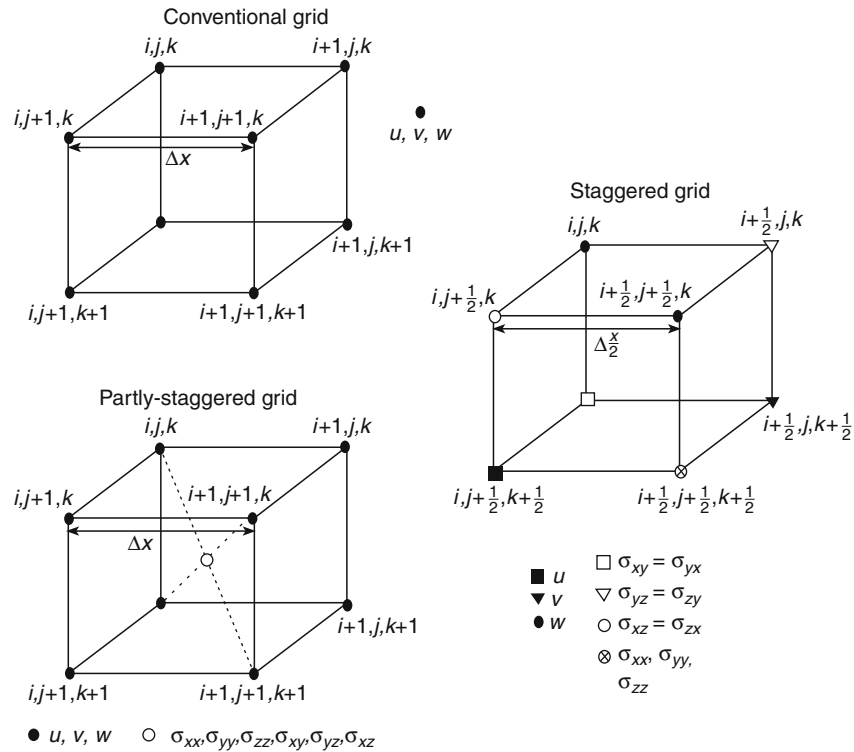 Conventional grid
i,j,k
i+1,j,k
i,j+1,k
i+1,j+1,k
Δx
u, v, w
i+1,j,k+1
i,j+1,k+1
i+1,j+1,k+1
Staggered grid
i,j,k
i+1/2,j,k
i,j+1/2,k
i+1/2,j+1/2,k
Δx/2
i+1/2,j,k+1/2
i,j+1/2,k+1/2
i+1/2,j+1/2,k+1/2
■ u
▼ v
● w
□ σxy = σyx
▽ σyz = σzy
○ σxz = σzx
⊗ σxx, σyy,
σzz
Partly-staggered grid
i,j,k
i+1,j,k
i,j+1,k
i+1,j+1,k
Δx
i+1,j,k+1
i,j+1,k+1
i+1,j+1,k+1
● u, v, w ○ σxx,σyy,σzz,σxy,σyz,σxz